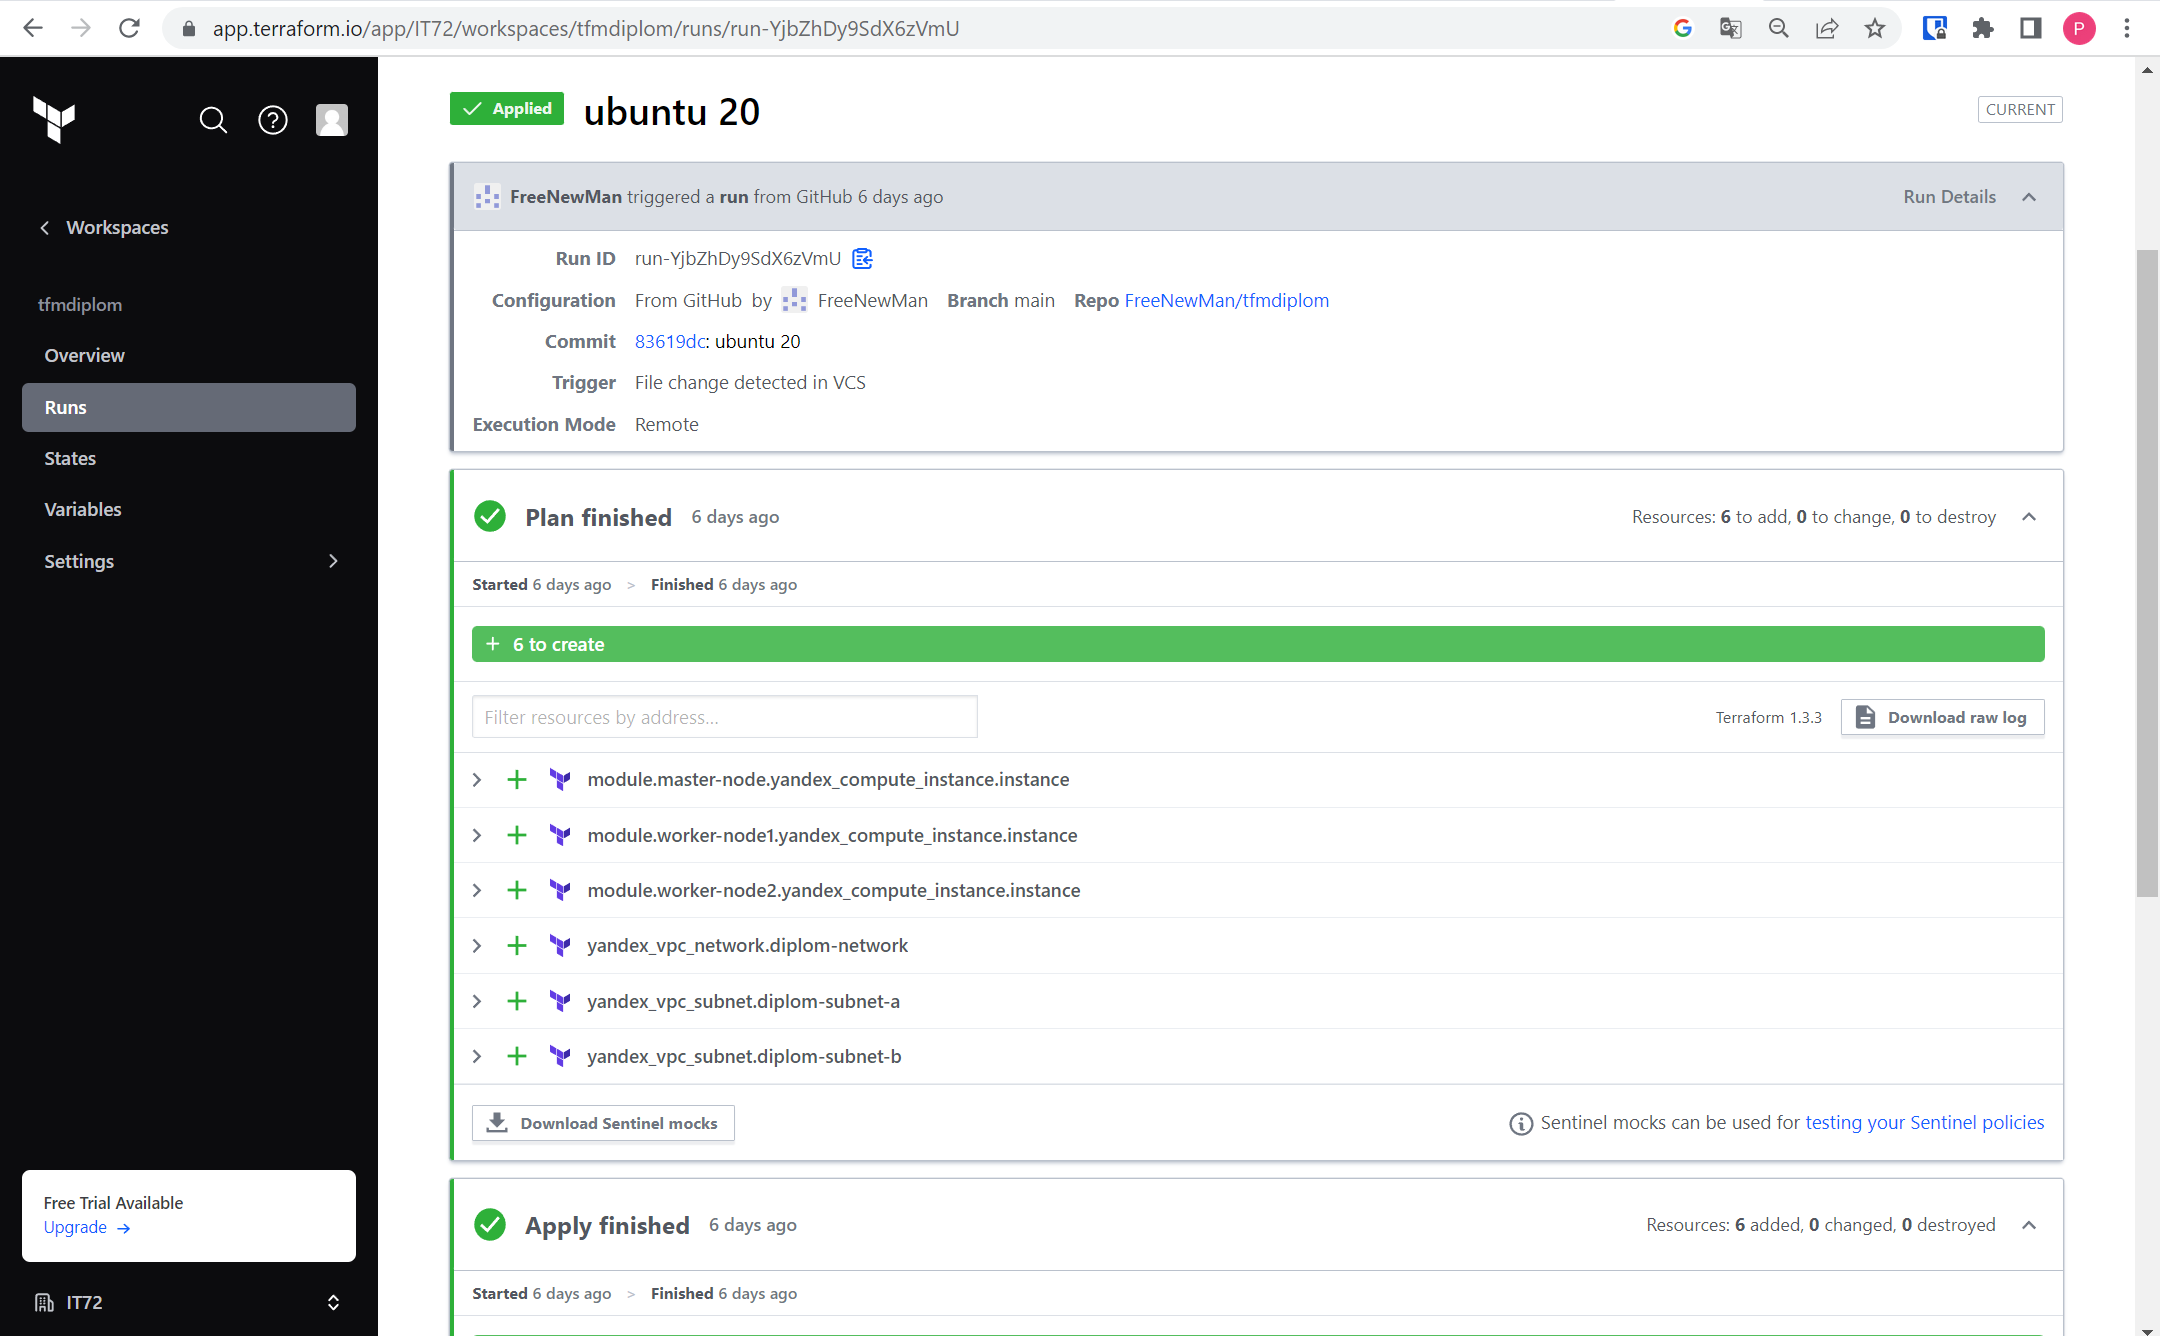 app.terraform.io/app/IT72/workspaces/tfmdiplom/runs/run-YjbZhDy9SdX6zVmU
P
Workspaces
tfmdiplom
Overview
Runs
States
Variables
Settings
Free Trial Available
Upgrade →
IT72
Applied
ubuntu 20
CURRENT
FreeNewMan triggered a run from GitHub 6 days ago
Run Details
Run ID run-YjbZhDy9SdX6zVmU
Configuration From GitHub by FreeNewMan Branch main Repo FreeNewMan/tfmdiplom
Commit 83619dc: ubuntu 20
Trigger File change detected in VCS
Execution Mode Remote
Plan finished 6 days ago
Resources: 6 to add, 0 to change, 0 to destroy
Started 6 days ago > Finished 6 days ago
+ 6 to create
Filter resources by address...
Terraform 1.3.3
Download raw log
module.master-node.yandex_compute_instance.instance
module.worker-node1.yandex_compute_instance.instance
module.worker-node2.yandex_compute_instance.instance
yandex_vpc_network.diplom-network
yandex_vpc_subnet.diplom-subnet-a
yandex_vpc_subnet.diplom-subnet-b
Download Sentinel mocks
Sentinel mocks can be used for testing your Sentinel policies
Apply finished 6 days ago
Resources: 6 added, 0 changed, 0 destroyed
Started 6 days ago > Finished 6 days ago